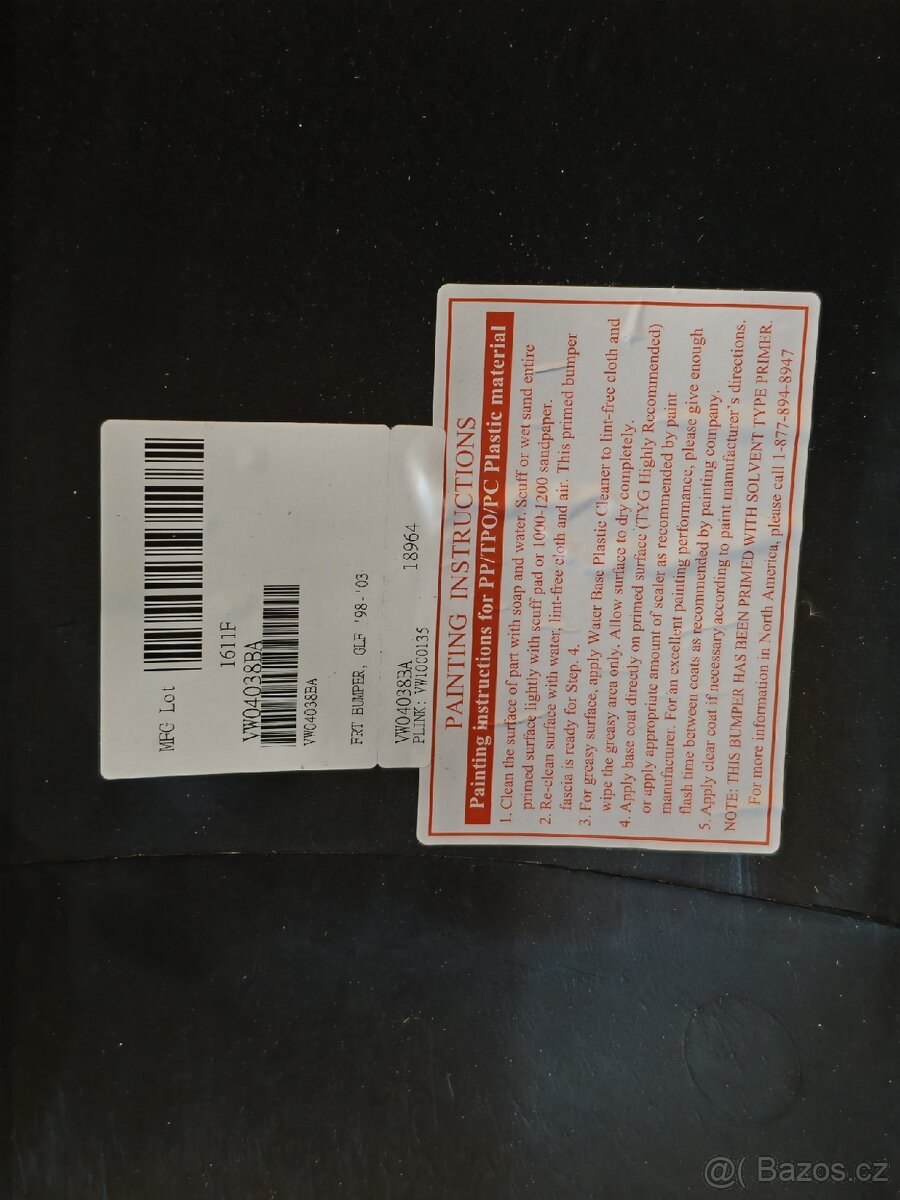 MFG Lot
1611F
VW04038BA
VW04038BA
FRT BUMPER, GLF '98-'03
VW04038BA 18964
PLINK: VW1000135
PAINTING INSTRUCTIONS
Painting instructions for PP/TPO/PC Plastic material
1. Clean the surface of part with soap and water. Scuff or wet sand entire
primed surface lightly with scuff pad or 1000-1200 sandpaper.
2. Re-clean surface with water, lint-free cloth and air. This primed bumper
fascia is ready for Step. 4.
3. For greasy surface, apply Water Base Plastic Cleaner to lint-free cloth and
wipe the greasy area only. Allow surface to dry completely.
4. Apply base coat directly on primed surface (TYG Highly Recommended)
or apply appropriate amount of sealer as recommended by paint
manufacturer. For an excellent painting performance, please give enough
flash time between coats as recommended by painting company.
5. Apply clear coat if necessary according to paint manufacturer's directions.
NOTE: THIS BUMPER HAS BEEN PRIMED WITH SOLVENT TYPE PRIMER.
For more information in North America, please call 1-877-894-8947
@( Bazos.cz